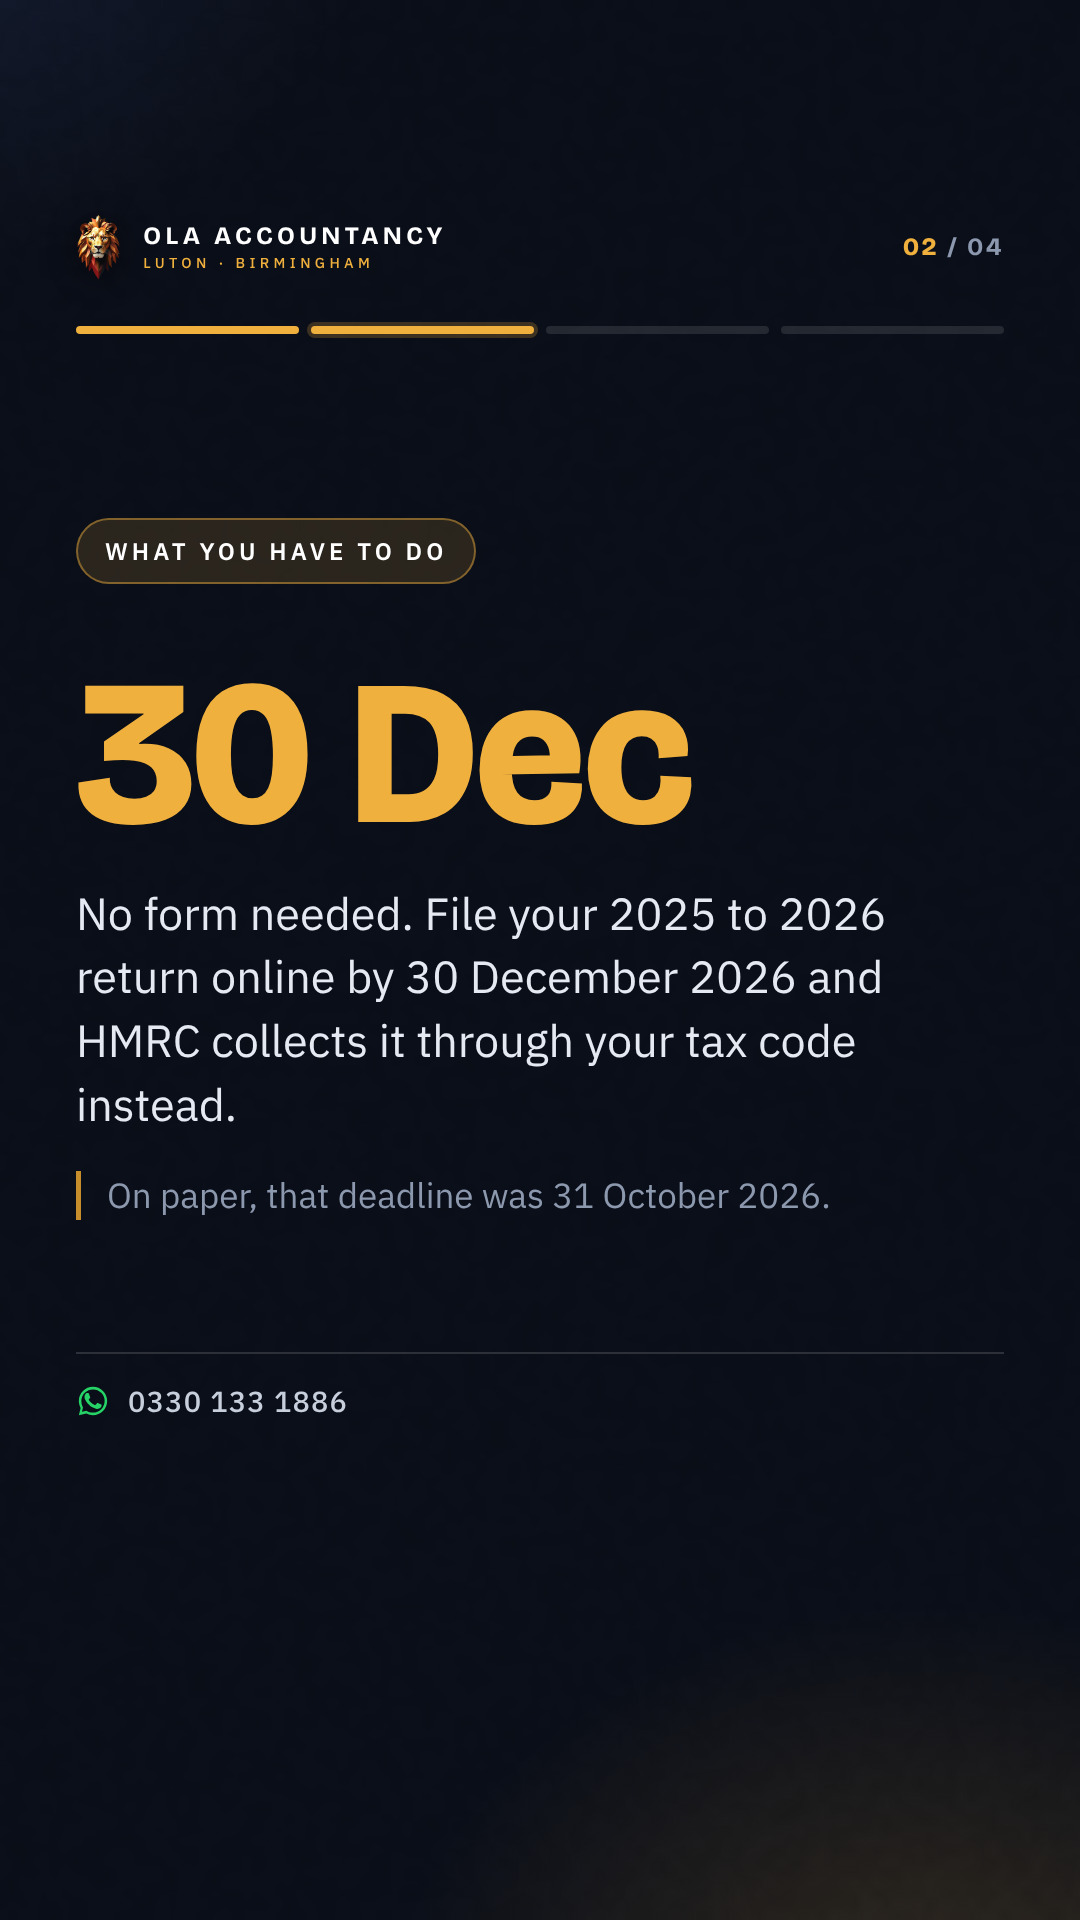 OLA ACCOUNTANCY
LUTON · BIRMINGHAM
02 / 04
WHAT YOU HAVE TO DO
30 Dec
No form needed. File your 2025 to 2026
return online by 30 December 2026 and
HMRC collects it through your tax code
instead.
On paper, that deadline was 31 October 2026.
0330 133 1886